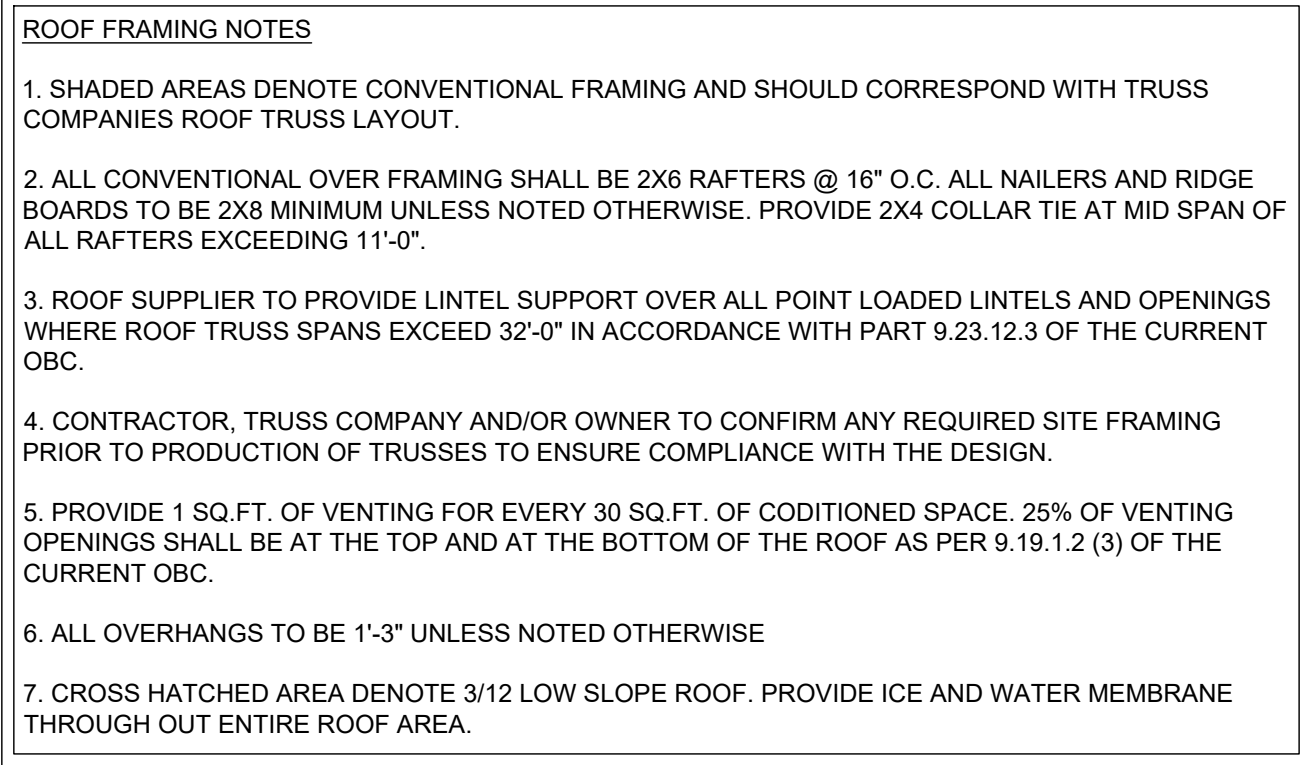 ROOF FRAMING NOTES
1. SHADED AREAS DENOTE CONVENTIONAL FRAMING AND SHOULD CORRESPOND WITH TRUSS
COMPANIES ROOF TRUSS LAYOUT.
2. ALL CONVENTIONAL OVER FRAMING SHALL BE 2X6 RAFTERS @ 16" O.C. ALL NAILERS AND RIDGE
BOARDS TO BE 2X8 MINIMUM UNLESS NOTED OTHERWISE. PROVIDE 2X4 COLLAR TIE AT MID SPAN OF
ALL RAFTERS EXCEEDING 11'-0".
3. ROOF SUPPLIER TO PROVIDE LINTEL SUPPORT OVER ALL POINT LOADED LINTELS AND OPENINGS
WHERE ROOF TRUSS SPANS EXCEED 32'-0" IN ACCORDANCE WITH PART 9.23.12.3 OF THE CURRENT
OBC.
4. CONTRACTOR, TRUSS COMPANY AND/OR OWNER TO CONFIRM ANY REQUIRED SITE FRAMING
PRIOR TO PRODUCTION OF TRUSSES TO ENSURE COMPLIANCE WITH THE DESIGN.
5. PROVIDE 1 SQ.FT. OF VENTING FOR EVERY 30 SQ.FT. OF CODITIONED SPACE. 25% OF VENTING
OPENINGS SHALL BE AT THE TOP AND AT THE BOTTOM OF THE ROOF AS PER 9.19.1.2 (3) OF THE
CURRENT OBC.
6. ALL OVERHANGS TO BE 1'-3" UNLESS NOTED OTHERWISE
7. CROSS HATCHED AREA DENOTE 3/12 LOW SLOPE ROOF. PROVIDE ICE AND WATER MEMBRANE
THROUGH OUT ENTIRE ROOF AREA.